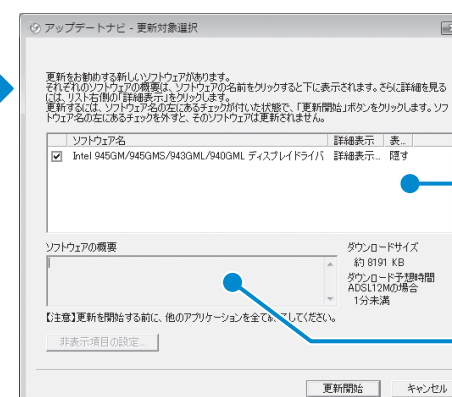 アップデートナビ - 更新対象選択
更新をお勧めする新しいソフトウェアがあります。
それぞれのソフトウェアの概要は、ソフトウェアの名前をクリックすると下に表示されます。さらに詳細を見る
には、リスト右側の「詳細表示」をクリックします。
更新するには、ソフトウェア名の左にあるチェックが付いた状態で、「更新開始」ボタンをクリックします。ソフ
トウェア名の左にあるチェックを外すと、そのソフトウェアは更新されません。
ソフトウェア名 詳細表示 表...
Intel 945GM/945GMS/943GML/940GML ディスプレイドライバ 詳細表示... 隠す
ソフトウェアの概要
ダウンロードサイズ
約 8191 KB
ダウンロード予想時間
ADSL12Mの場合
1分未満
【注意】更新を開始する前に、他のアプリケーションを全て してください。
非表示項目の設定...
更新開始 キャンセル